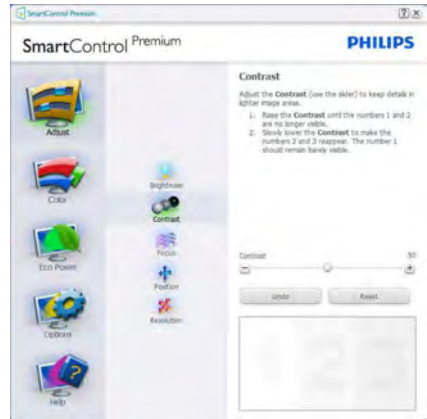 SmartControl Premium
SmartControl Premium
PHILIPS
Adjust
Color
Eco Power
Options
Help
Brightness
Contrast
Focus
Position
Resolution
Contrast
Adjust the Contrast (use the slider) to keep details in
lighter image areas.
1. Raise the Contrast until the numbers 1 and 2
are no longer visible.
2. Slowly lower the Contrast to make the
numbers 2 and 3 reappear. The number 1
should remain barely visible.
Contrast 50
Undo Reset
1 2 3